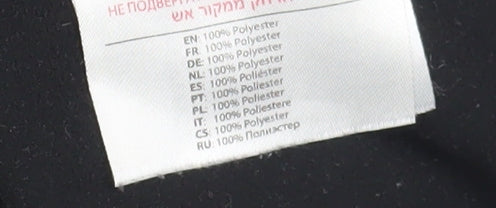 НЕ ПОДВЕРГА
ממקור אש
EN: 100% Polyester
FR: 100% Polyester
DE: 100% Polyester
NL: 100% Polyester
ES: 100% Poliéster
PT: 100% Poliéster
PL: 100% Poliester
IT: 100% Poliestere
CS: 100% Polyester
RU: 100% Полиэстер